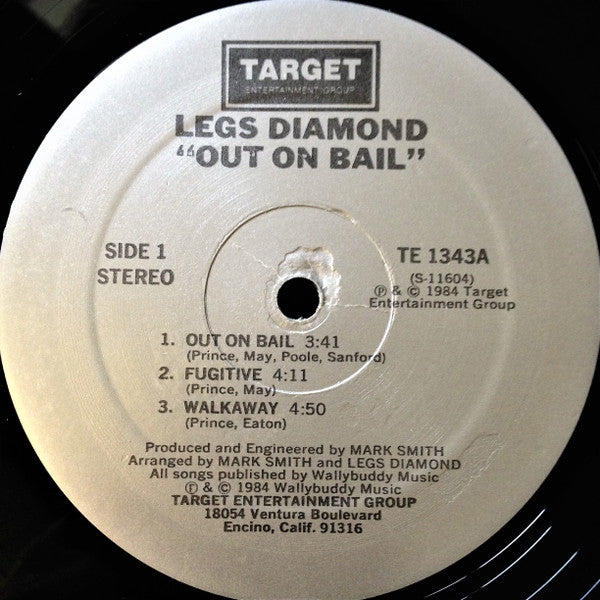 TARGET
ENTERTAINMENT GROUP
LEGS DIAMOND
“OUT ON BAIL”
SIDE 1
STEREO
TE 1343A
(S-11604)
℗ & © 1984 Target
Entertainment Group
1. OUT ON BAIL 3:41
(Prince, May, Poole, Sanford)
2. FUGITIVE 4:11
(Prince, May)
3. WALKAWAY 4:50
(Prince, Eaton)
Produced and Engineered by MARK SMITH
Arranged by MARK SMITH and LEGS DIAMOND
All songs published by Wallybuddy Music
℗ & © 1984 Wallybuddy Music
TARGET ENTERTAINMENT GROUP
18054 Ventura Boulevard
Encino, Calif. 91316